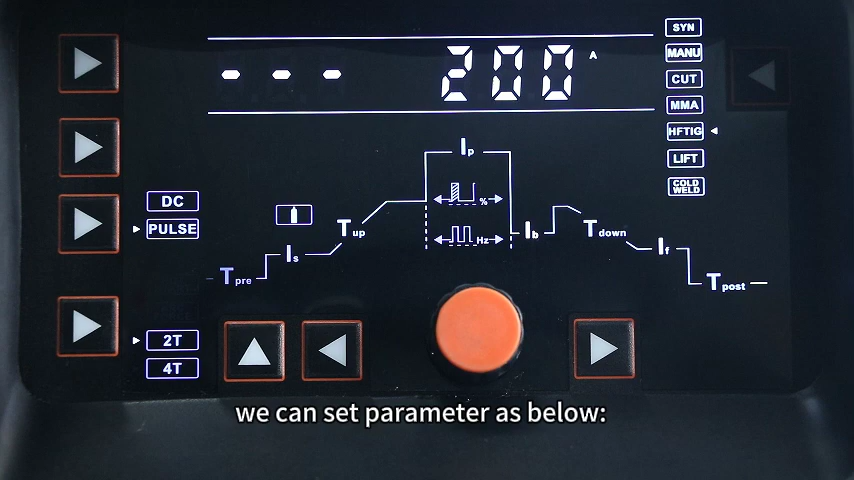 --- 200 A
SYN
MANU
CUT
MMA
HFTIG
LIFT
COLD
WELD
Ip
%
Hz
DC
PULSE
Tpre
Is
Tup
Ib
Tdown
If
Tpost
2T
4T
we can set parameter as below: